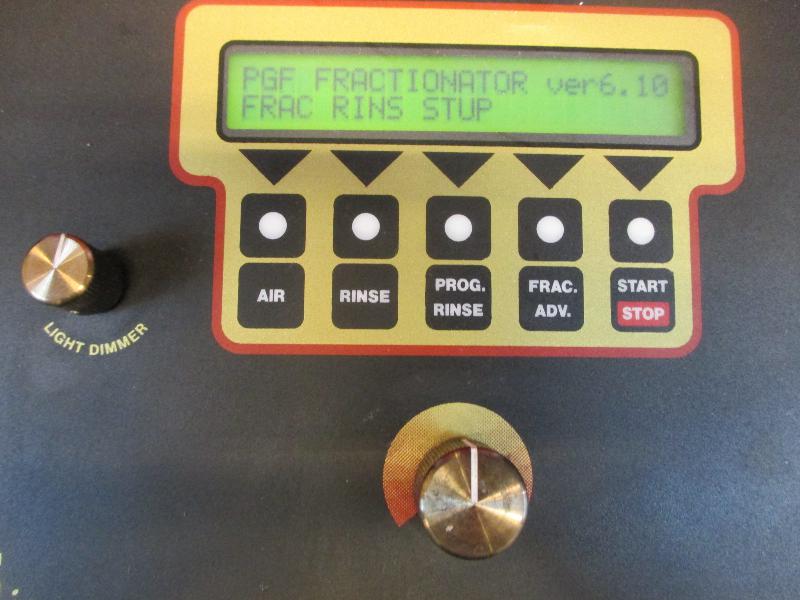 PGF FRACTIONATOR ver6.10
FRAC RINS STUP
AIR
RINSE
PROG.
RINSE
FRAC.
ADV.
START
STOP
LIGHT DIMMER